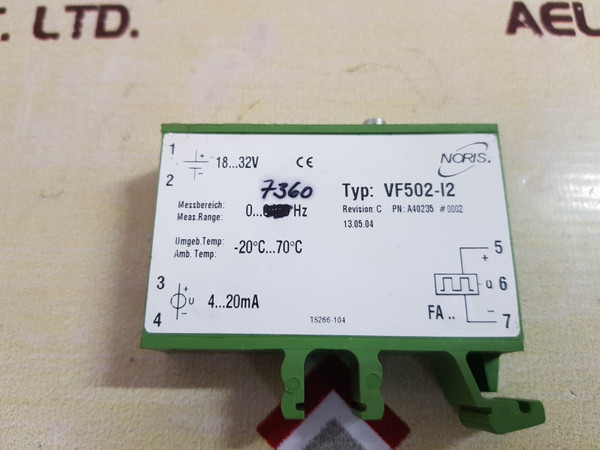 . LTD.
AEL
1
18...32V
CE
NORIS.
2
7360
Typ: VF502-I2
Messbereich:
Meas.Range:
0... Hz
Revision: C PN: A40235 #0002
13.05.04
Umgeb.Temp:
Amb. Temp:
-20°C...70°C
5
+
3
+
U
4...20mA
a 6
4
-
FA ..
-
7
TS266-104